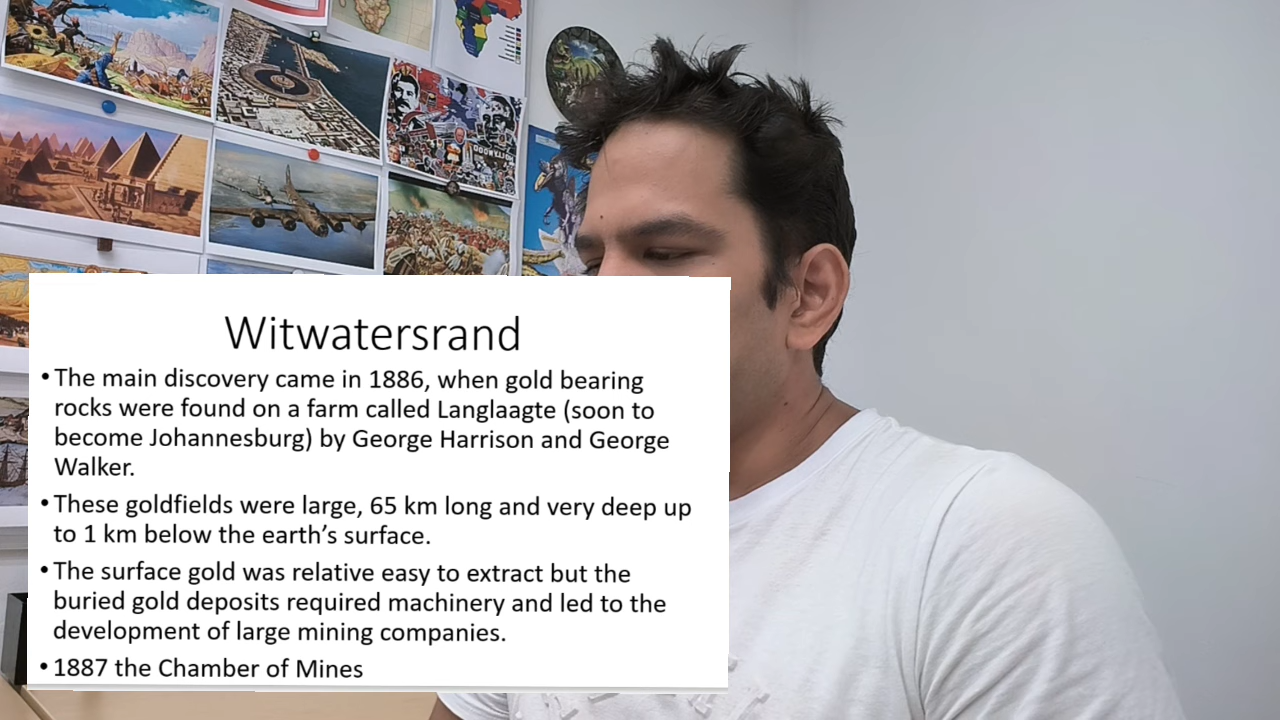 Witwatersrand
•The main discovery came in 1886, when gold bearing
rocks were found on a farm called Langlaagte (soon to
become Johannesburg) by George Harrison and George
Walker.
•These goldfields were large, 65 km long and very deep up
to 1 km below the earth's surface.
•The surface gold was relative easy to extract but the
buried gold deposits required machinery and led to the
development of large mining companies.
•1887 the Chamber of Mines